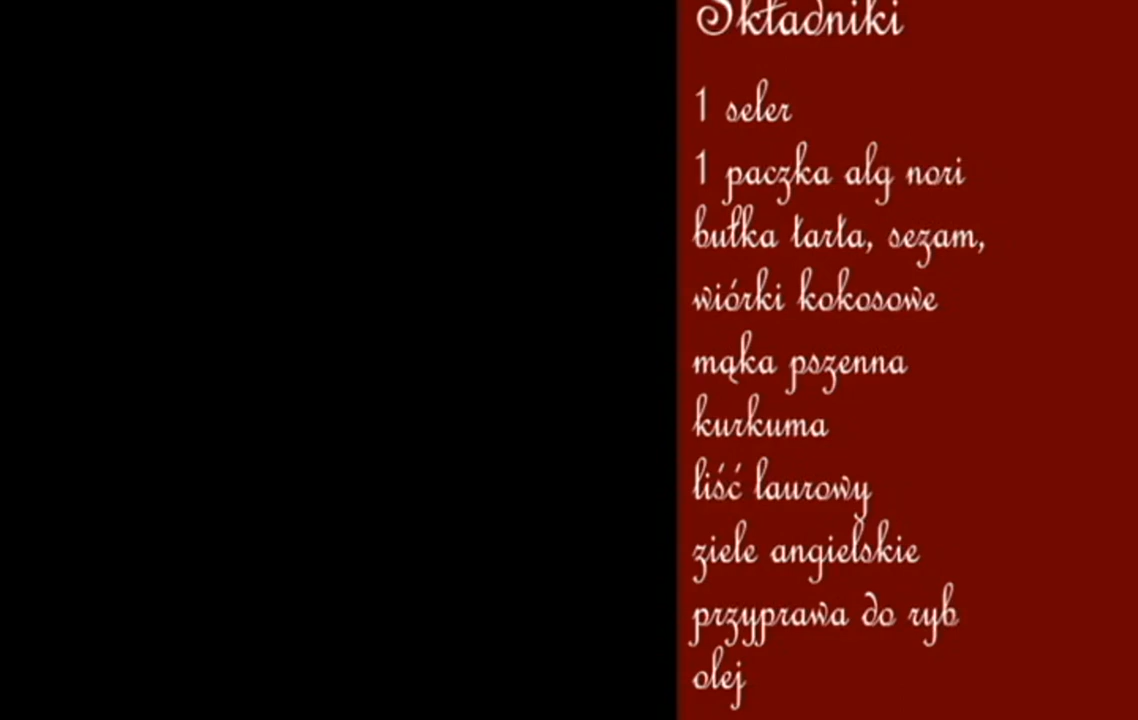 Składniki
1 seler
1 paczka alg nori
bułka tarta, sezam,
wiórki kokosowe
mąka pszenna
kurkuma
liść laurowy
ziele angielskie
przyprawa do ryb
olej